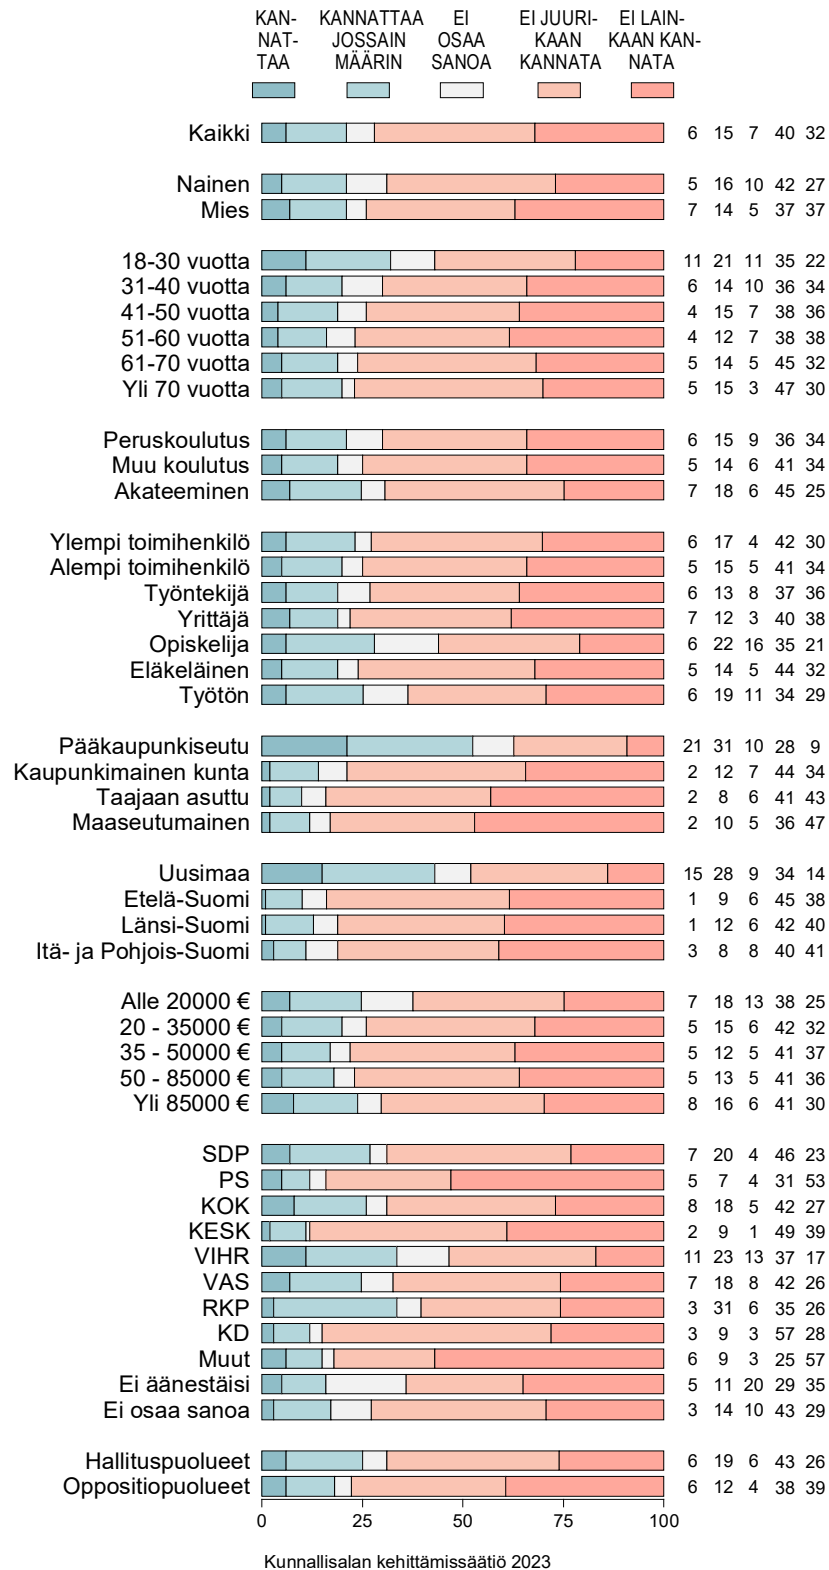 KAN-
NAT-
TAA
KANNATTAA
JOSSAIN
MÄÄRIN
EI
OSAA
SANOA
EI JUURI-
KAAN
KANNATA
EI LAIN-
KAAN KAN-
NATA
Kaikki 6 15 7 40 32
Nainen 5 16 10 42 27
Mies 7 14 5 37 37
18-30 vuotta 11 21 11 35 22
31-40 vuotta 6 14 10 36 34
41-50 vuotta 4 15 7 38 36
51-60 vuotta 4 12 7 38 38
61-70 vuotta 5 14 5 45 32
Yli 70 vuotta 5 15 3 47 30
Peruskoulutus 6 15 9 36 34
Muu koulutus 5 14 6 41 34
Akateeminen 7 18 6 45 25
Ylempi toimihenkilö 6 17 4 42 30
Alempi toimihenkilö 5 15 5 41 34
Työntekijä 6 13 8 37 36
Yrittäjä 7 12 3 40 38
Opiskelija 6 22 16 35 21
Eläkeläinen 5 14 5 44 32
Työtön 6 19 11 34 29
Pääkaupunkiseutu 21 31 10 28 9
Kaupunkimainen kunta 2 12 7 44 34
Taajaan asuttu 2 8 6 41 43
Maaseutumainen 2 10 5 36 47
Uusimaa 15 28 9 34 14
Etelä-Suomi 1 9 6 45 38
Länsi-Suomi 1 12 6 42 40
Itä- ja Pohjois-Suomi 3 8 8 40 41
Alle 20000 € 7 18 13 38 25
20 - 35000 € 5 15 6 42 32
35 - 50000 € 5 12 5 41 37
50 - 85000 € 5 13 5 41 36
Yli 85000 € 8 16 6 41 30
SDP 7 20 4 46 23
PS 5 7 4 31 53
KOK 8 18 5 42 27
KESK 2 9 1 49 39
VIHR 11 23 13 37 17
VAS 7 18 8 42 26
RKP 3 31 6 35 26
KD 3 9 3 57 28
Muut 6 9 3 25 57
Ei äänestäisi 5 11 20 29 35
Ei osaa sanoa 3 14 10 43 29
Hallituspuolueet 6 19 6 43 26
Oppositiopuolueet 6 12 4 38 39
0 25 50 75 100
Kunnallisalan kehittämissäätiö 2023